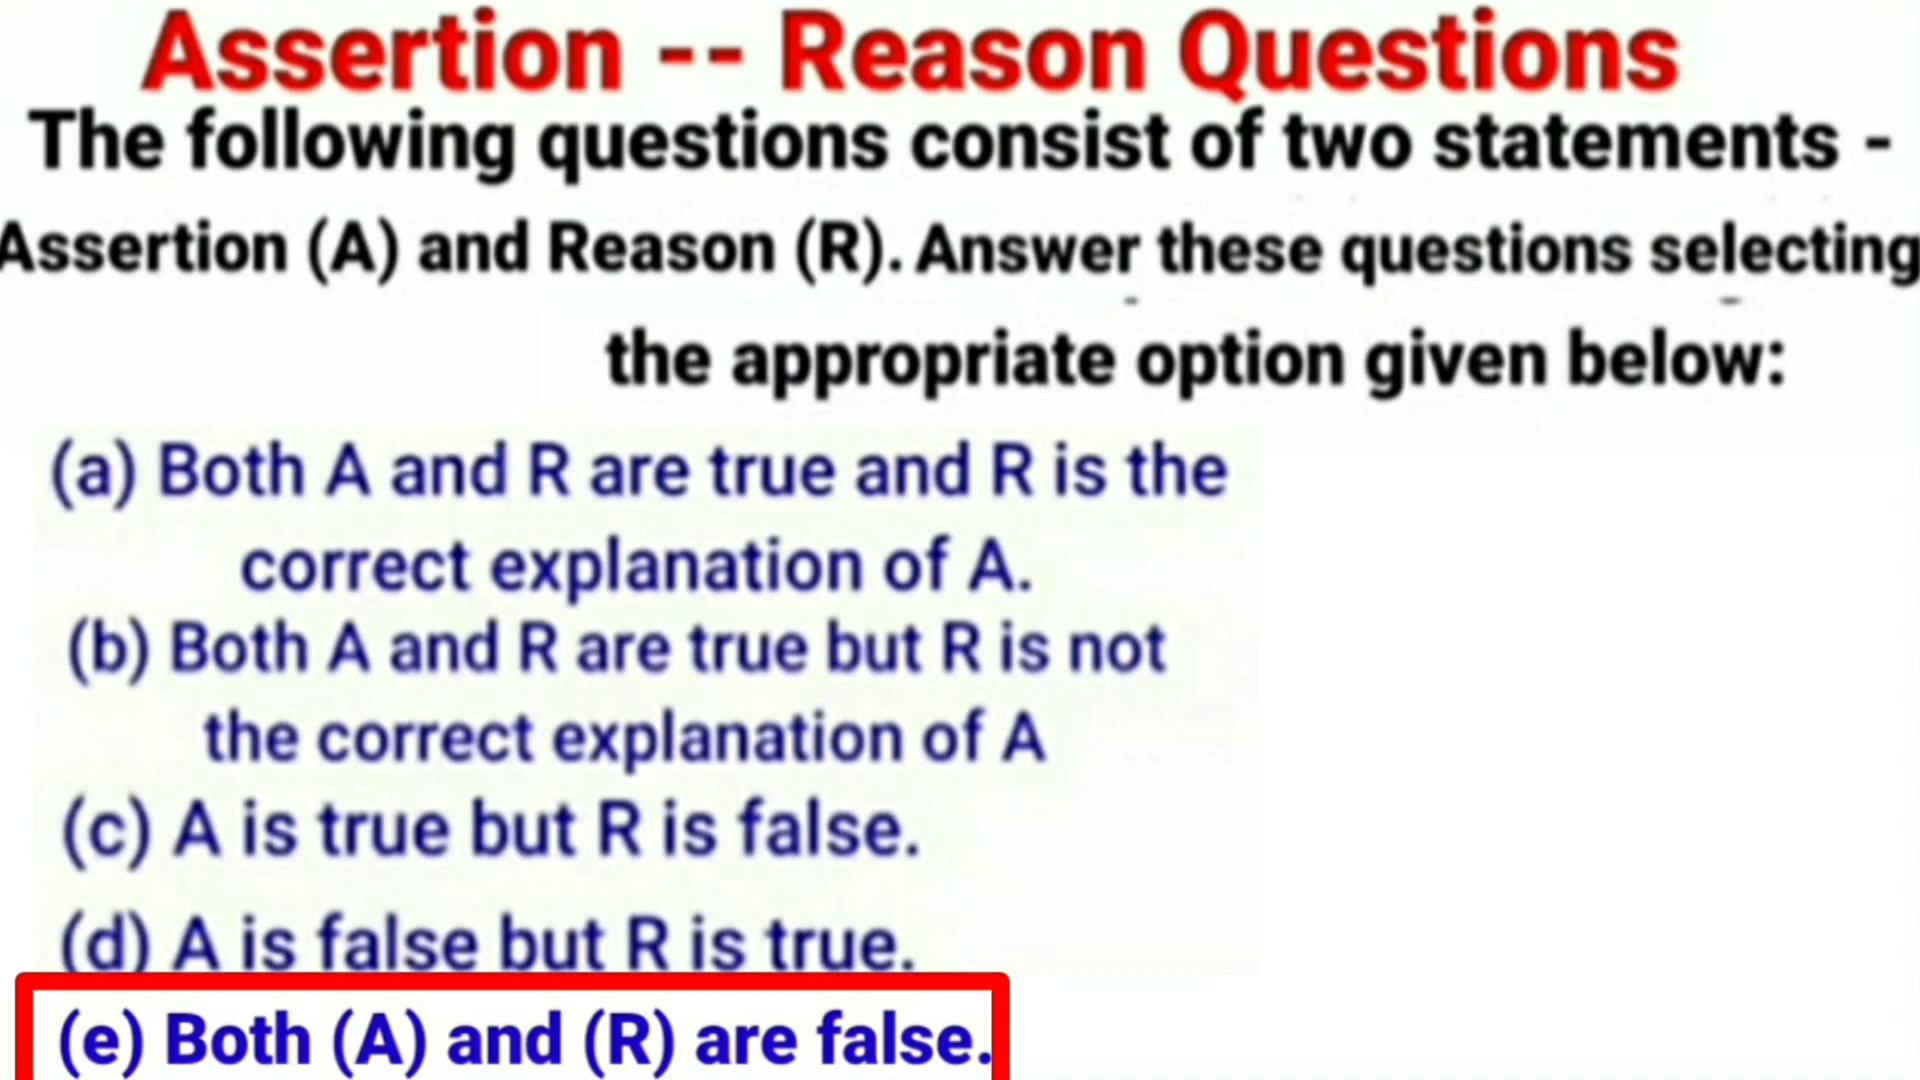 Assertion -- Reason Questions
The following questions consist of two statements -
Assertion (A) and Reason (R). Answer these questions selecting
the appropriate option given below:
(a) Both A and R are true and R is the
correct explanation of A.
(b) Both A and R are true but R is not
the correct explanation of A
(c) A is true but R is false.
(d) A is false but R is true.
(e) Both (A) and (R) are false.